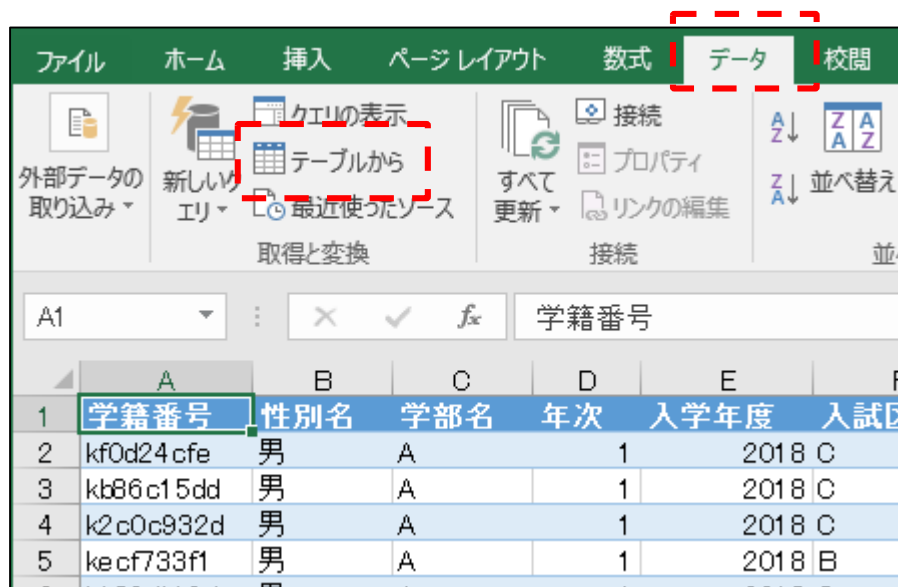 ファイル ホーム 挿入 ページ レイアウト 数式 データ 校閲
外部データの
取り込み
新しいク
エリ
クエリの表示
テーブルから
最近使ったソース
取得と変換
すべて
更新
接続
プロパティ
リンクの編集
接続
並べ替え
A1 fx 学籍番号
A B C D E
1 学籍番号 性別名 学部名 年次 入学年度 入試区
2 kf0d24cfe 男 A 1 2018 C
3 kb86c15dd 男 A 1 2018 C
4 k2c0c932d 男 A 1 2018 C
5 kecf733f1 男 A 1 2018 B